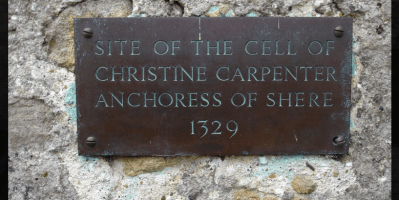 SITE OF THE CELL OF
CHRISTINE CARPENTER
ANCHORESS OF SHERE
1329